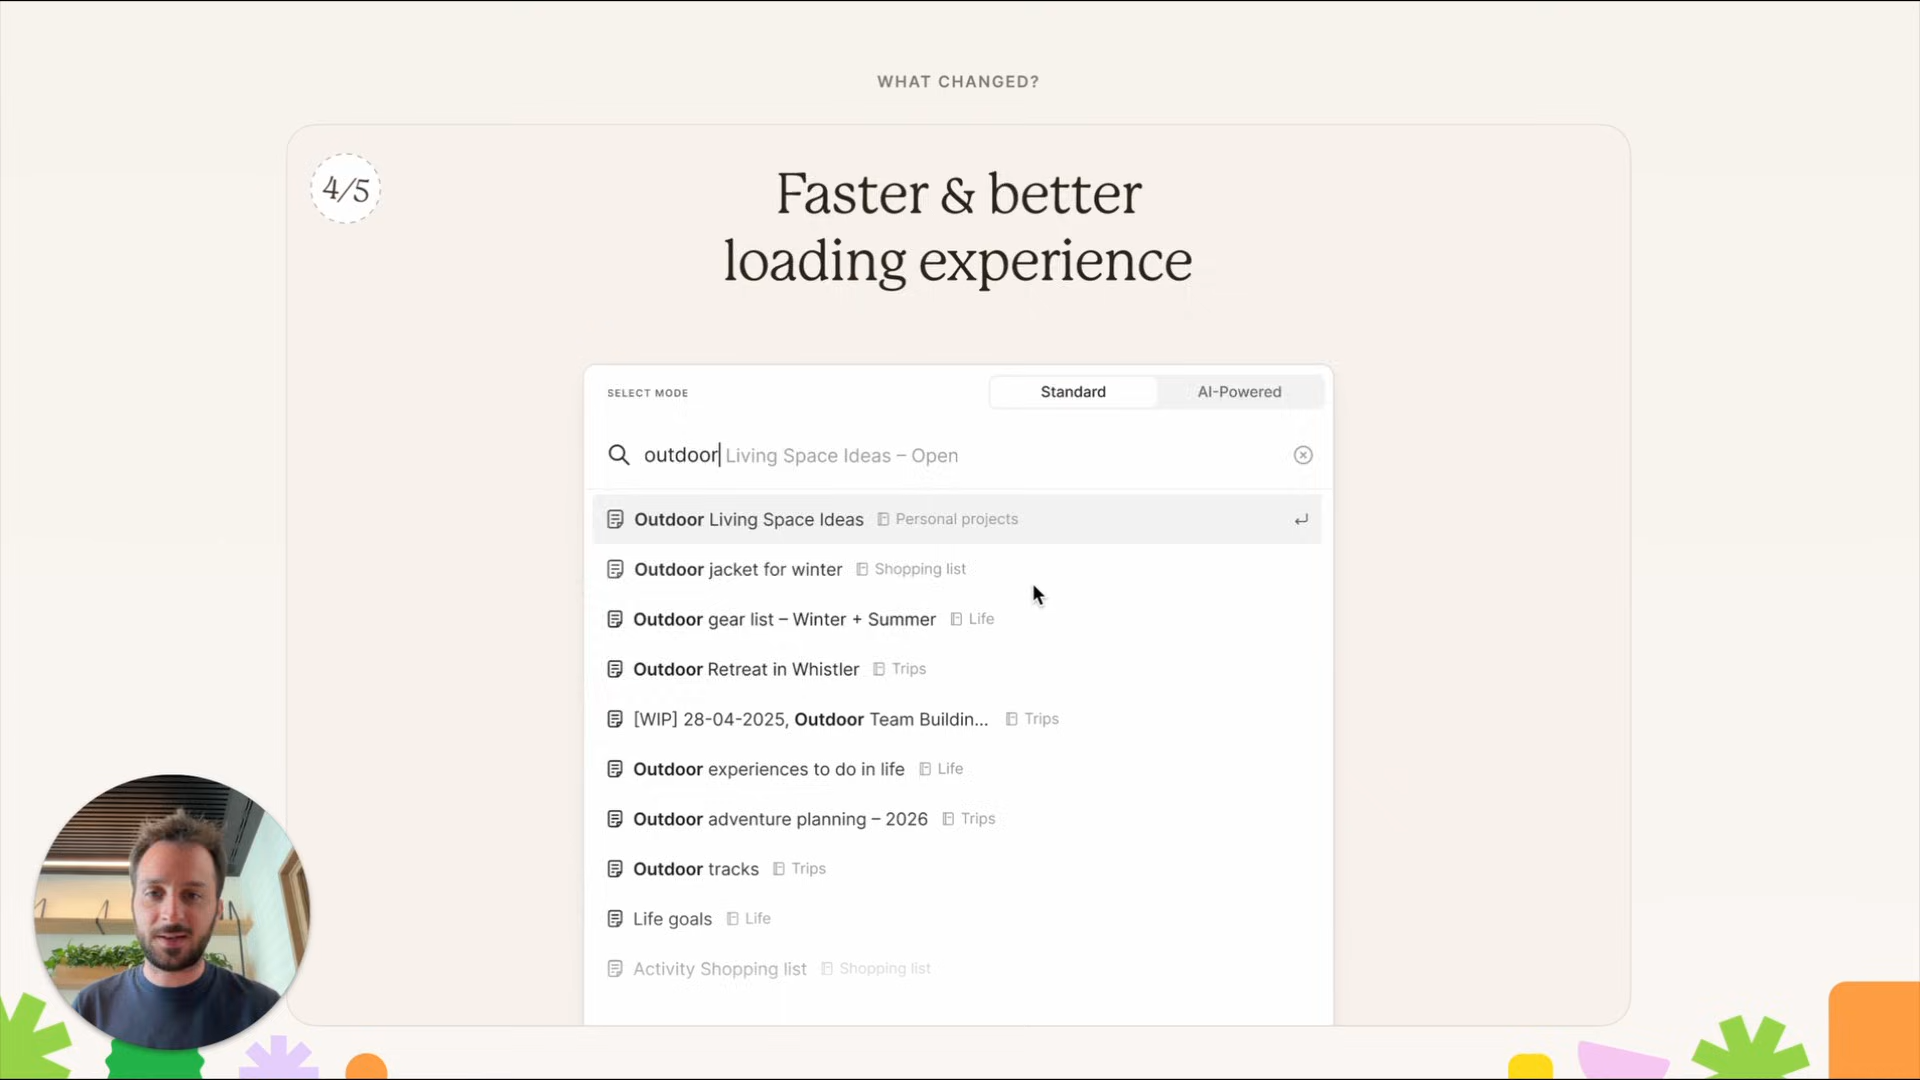 WHAT CHANGED?
4/5
Faster & better
loading experience
SELECT MODE
Standard
AI-Powered
outdoor Living Space Ideas – Open
Outdoor Living Space Ideas Personal projects
Outdoor jacket for winter Shopping list
Outdoor gear list – Winter + Summer Life
Outdoor Retreat in Whistler Trips
[WIP] 28-04-2025, Outdoor Team Buildin... Trips
Outdoor experiences to do in life Life
Outdoor adventure planning – 2026 Trips
Outdoor tracks Trips
Life goals Life
Activity Shopping list Shopping list